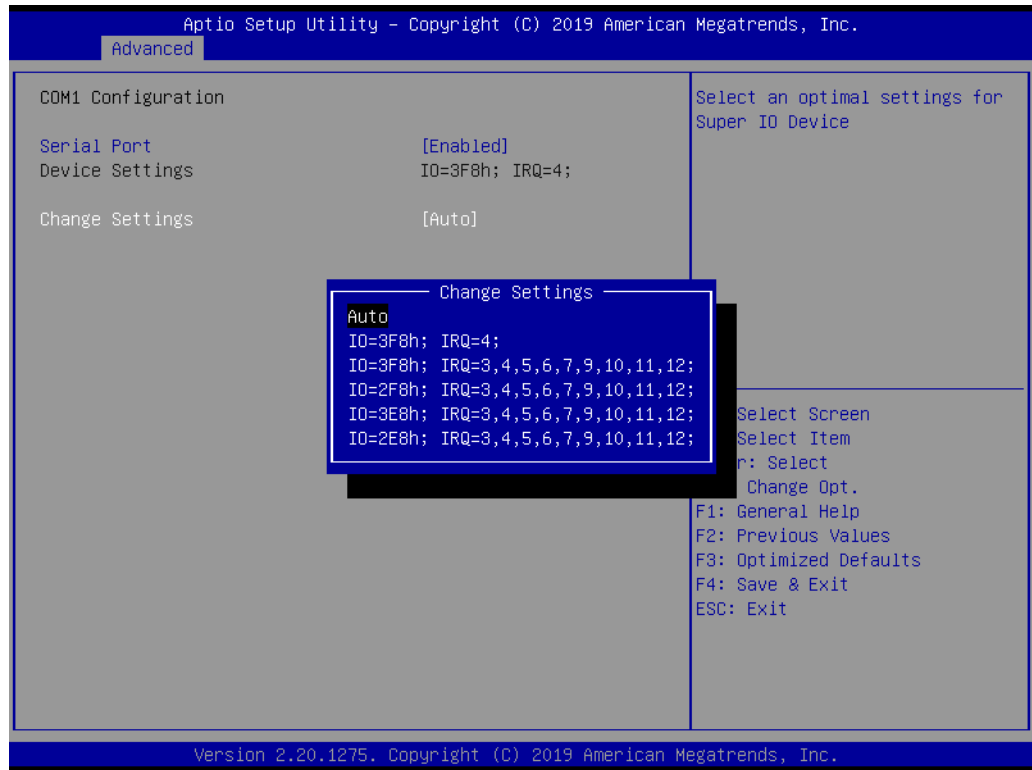 Aptio Setup Utility – Copyright (C) 2019 American Megatrends, Inc.
Advanced
COM1 Configuration
Serial Port [Enabled]
Device Settings IO=3F8h; IRQ=4;
Change Settings [Auto]
Select an optimal settings for
Super IO Device
Change Settings
Auto
IO=3F8h; IRQ=4;
IO=3F8h; IRQ=3,4,5,6,7,9,10,11,12;
IO=2F8h; IRQ=3,4,5,6,7,9,10,11,12;
IO=3E8h; IRQ=3,4,5,6,7,9,10,11,12;
IO=2E8h; IRQ=3,4,5,6,7,9,10,11,12;
Select Screen
Select Item
r: Select
Change Opt.
F1: General Help
F2: Previous Values
F3: Optimized Defaults
F4: Save & Exit
ESC: Exit
Version 2.20.1275. Copyright (C) 2019 American Megatrends, Inc.